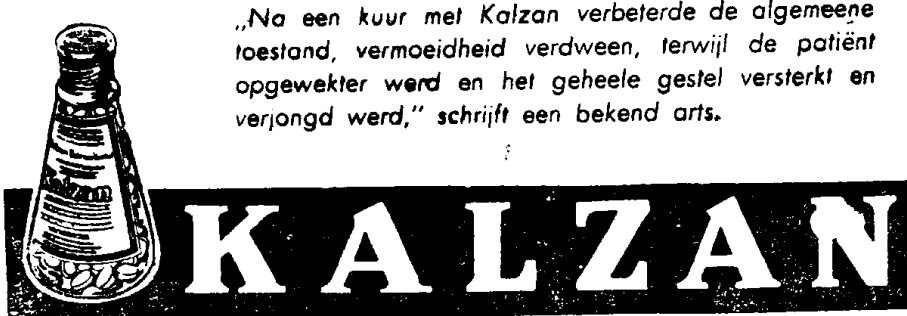 „Na een kuur met Kalzan verbeterde de algemeene
toestand, vermoeidheid verdween, terwijl de patiënt
opgewekter werd en het geheele gestel versterkt en
verjongd werd,” schrijft een bekend arts.
Kalzan
KALZAN